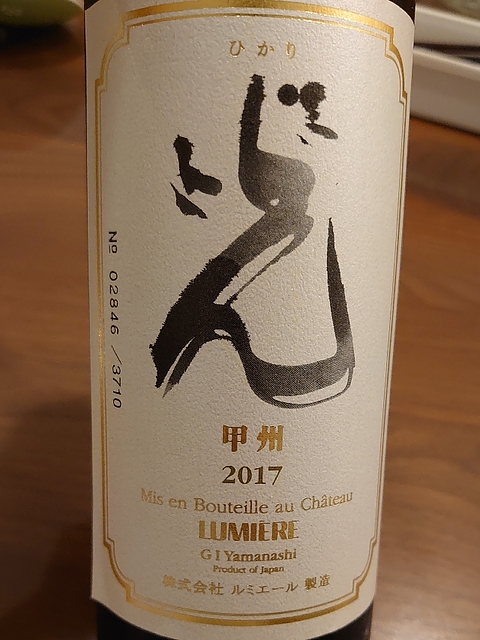 ひかり
光
№ 02846 / 3710
甲州
2017
Mis en Bouteille au Château
LUMIÈRE
G I Yamanashi
Product of Japan
株式会社 ルミエール 製造